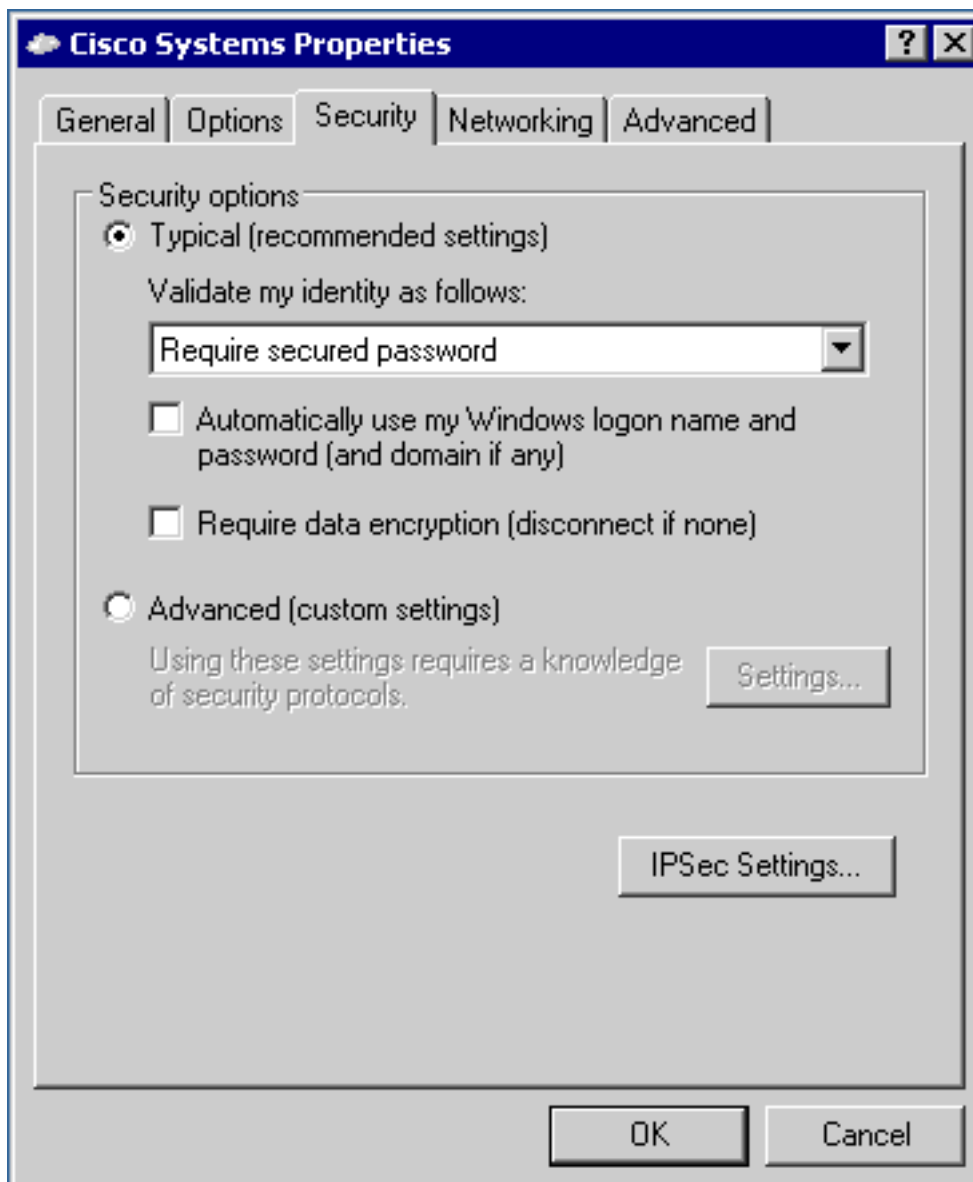 Cisco Systems Properties
General Options Security Networking Advanced
Security options
Typical (recommended settings)
Validate my identity as follows:
Require secured password
Automatically use my Windows logon name and
password (and domain if any)
Require data encryption (disconnect if none)
Advanced (custom settings)
Using these settings requires a knowledge
of security protocols.
Settings...
IPSec Settings...
OK Cancel